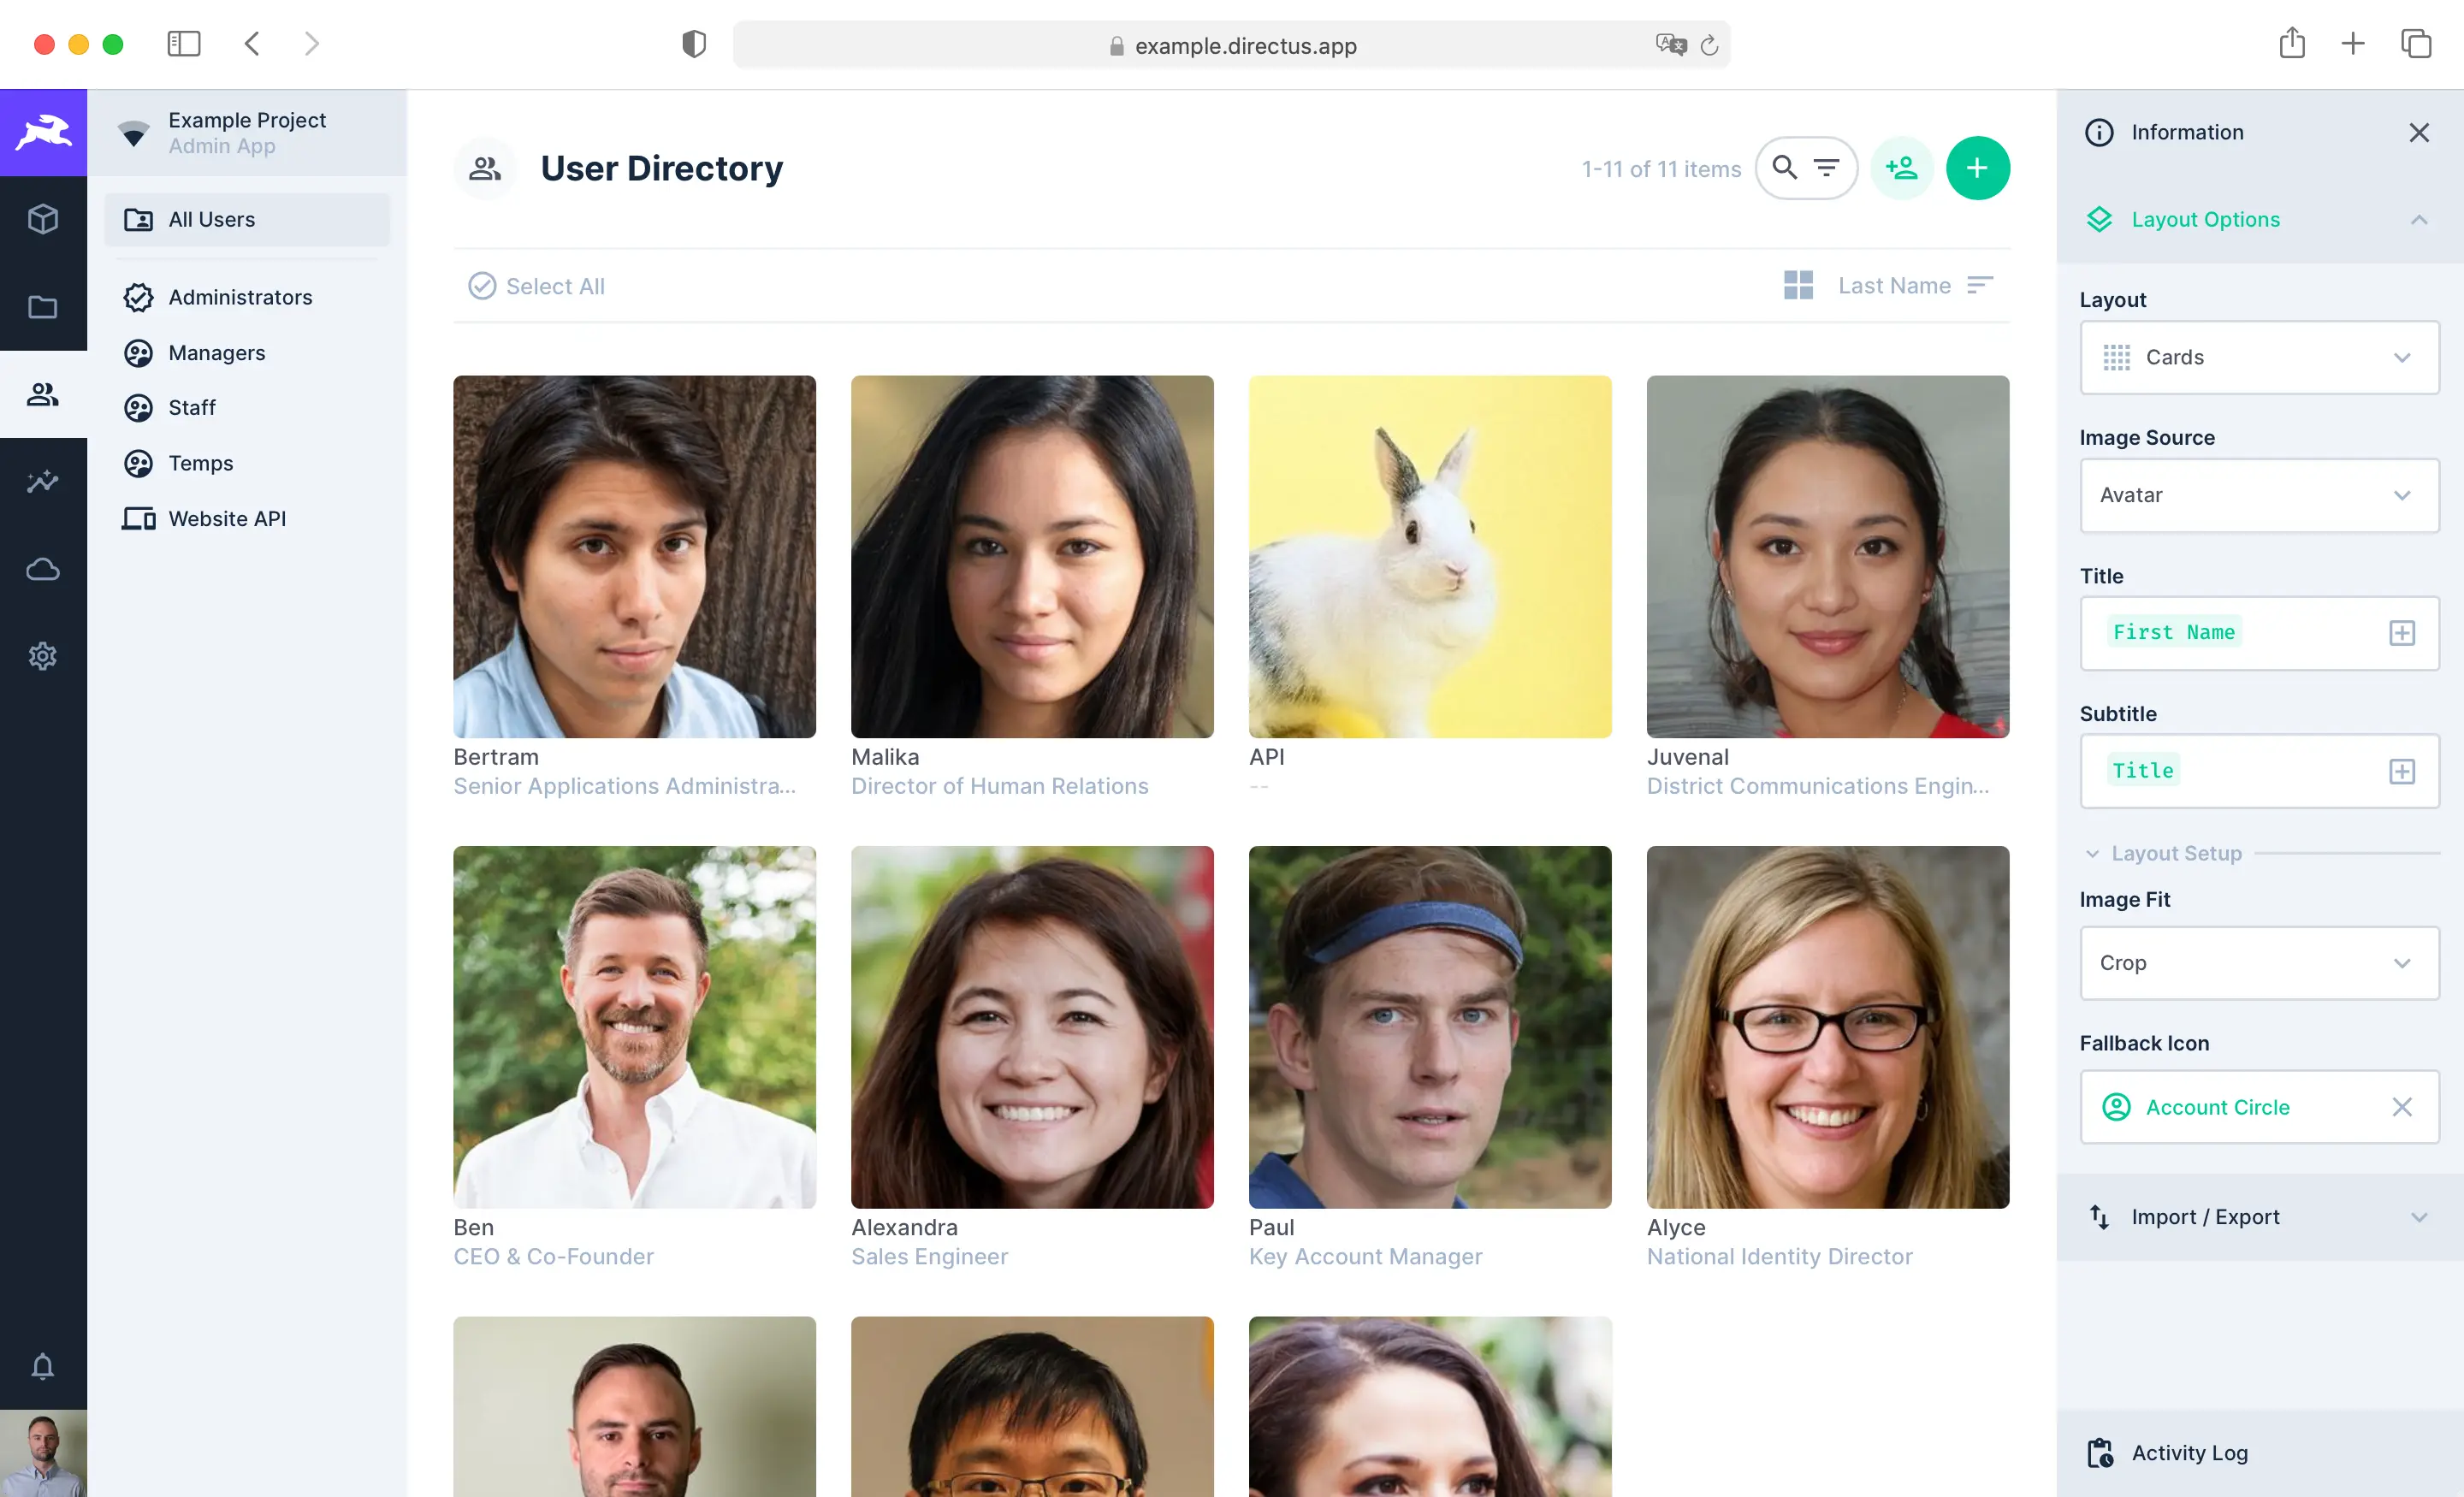 example.directus.app
Example Project
Admin App
All Users
Administrators
Managers
Staff
Temps
Website API
User Directory
1-11 of 11 items
Select All
Last Name
Bertram
Senior Applications Administra...
Malika
Director of Human Relations
API
--
Juvenal
District Communications Engin...
Ben
CEO & Co-Founder
Alexandra
Sales Engineer
Paul
Key Account Manager
Alyce
National Identity Director
Information
Layout Options
Layout
Cards
Image Source
Avatar
Title
First Name
Subtitle
Title
Layout Setup
Image Fit
Crop
Fallback Icon
Account Circle
Import / Export
Activity Log